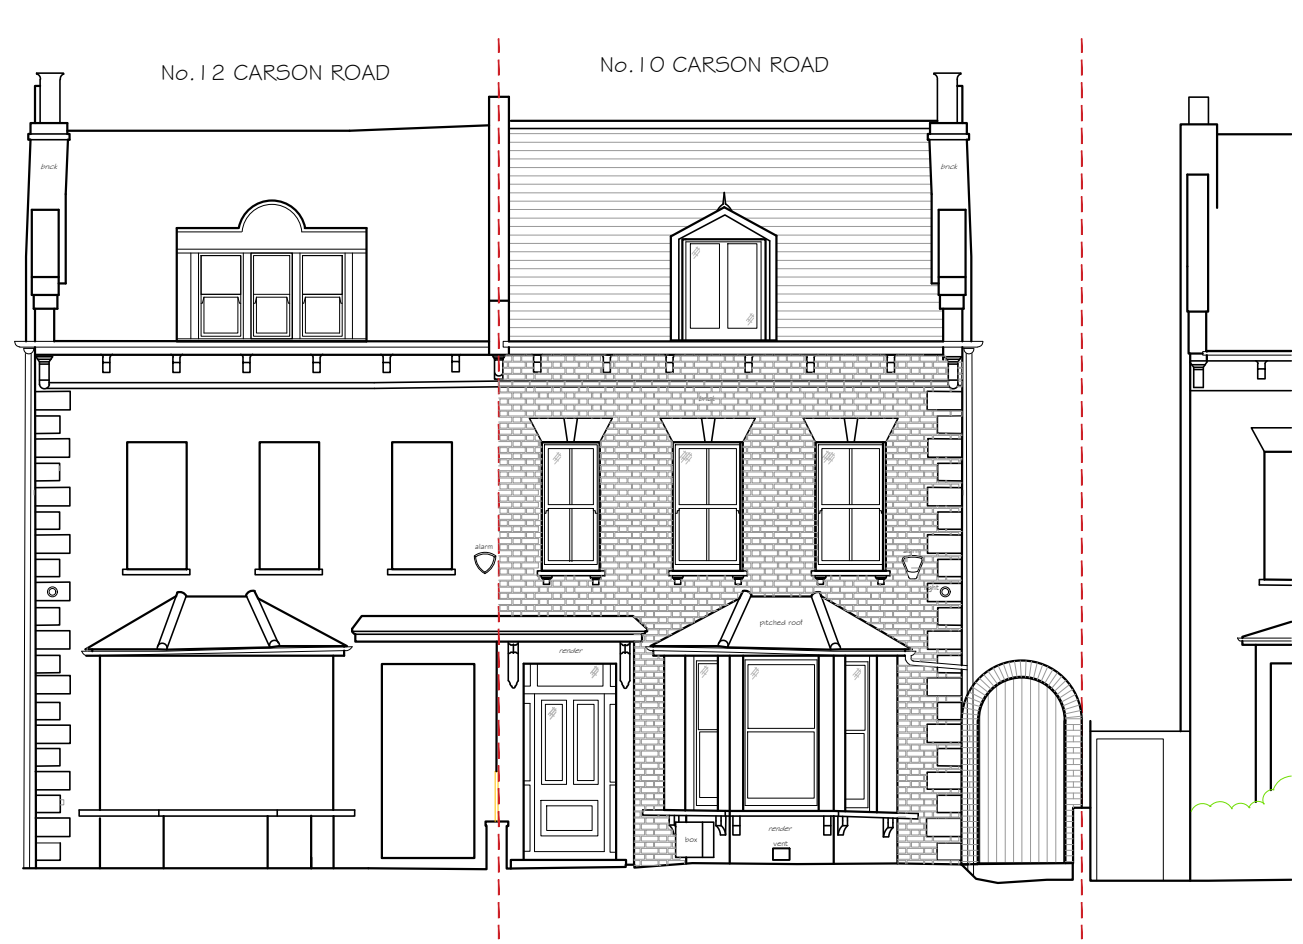 No.12 CARSON ROAD
No.10 CARSON ROAD
brick
brick
alarm
pitched roof
render
render
box
vent